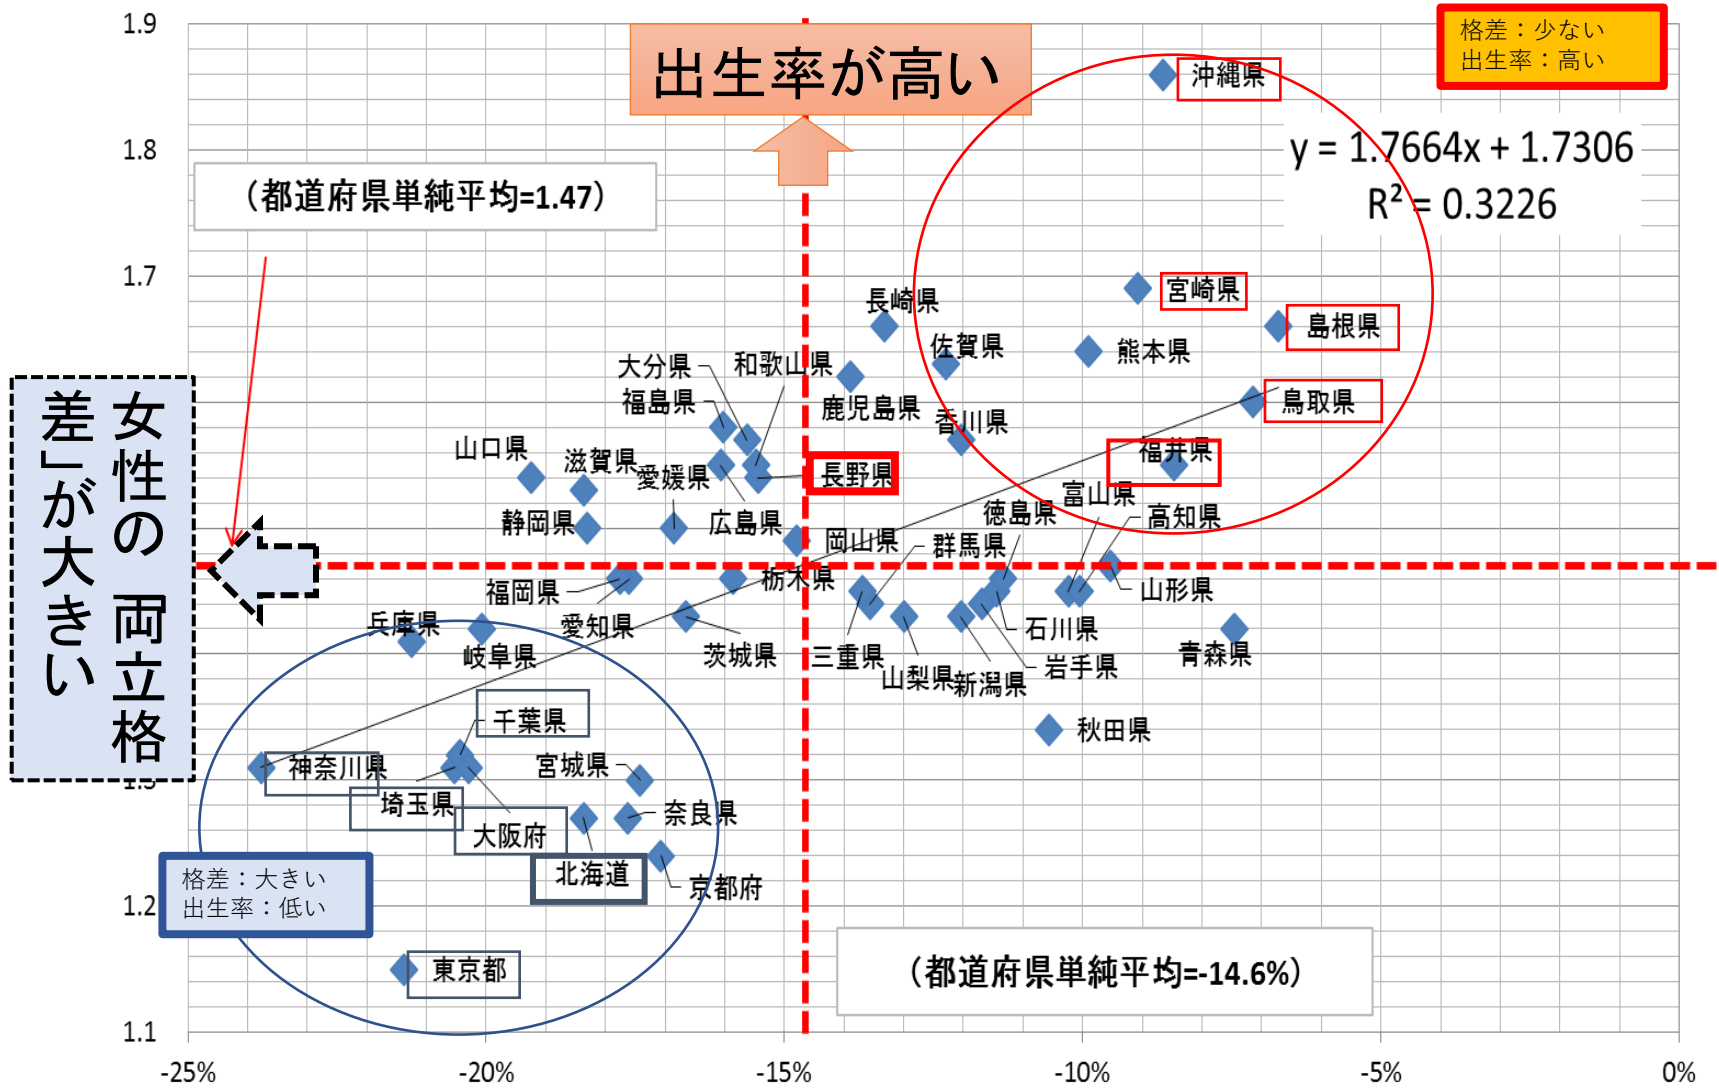 1.9
出生率が高い
格差：少ない
出生率：高い
沖縄県
1.8
y = 1.7664x + 1.7306
R² = 0.3226
（都道府県単純平均=1.47）
1.7
宮崎県
長崎県
島根県
佐賀県
熊本県
大分県
和歌山県
福島県
鹿児島県
鳥取県
香川県
山口県
滋賀県
愛媛県
長野県
福井県
富山県
静岡県
広島県
岡山県
徳島県
高知県
群馬県
女性の「両立格
差」が大きい
福岡県
栃木県
山形県
兵庫県
愛知県
石川県
岐阜県
茨城県
三重県
岩手県
青森県
山梨県
新潟県
千葉県
秋田県
神奈川県
宮城県
埼玉県
奈良県
大阪府
北海道
京都府
格差：大きい
出生率：低い
1.2
東京都
（都道府県単純平均=-14.6%）
1.1
-25%
-20%
-15%
-10%
-5%
0%